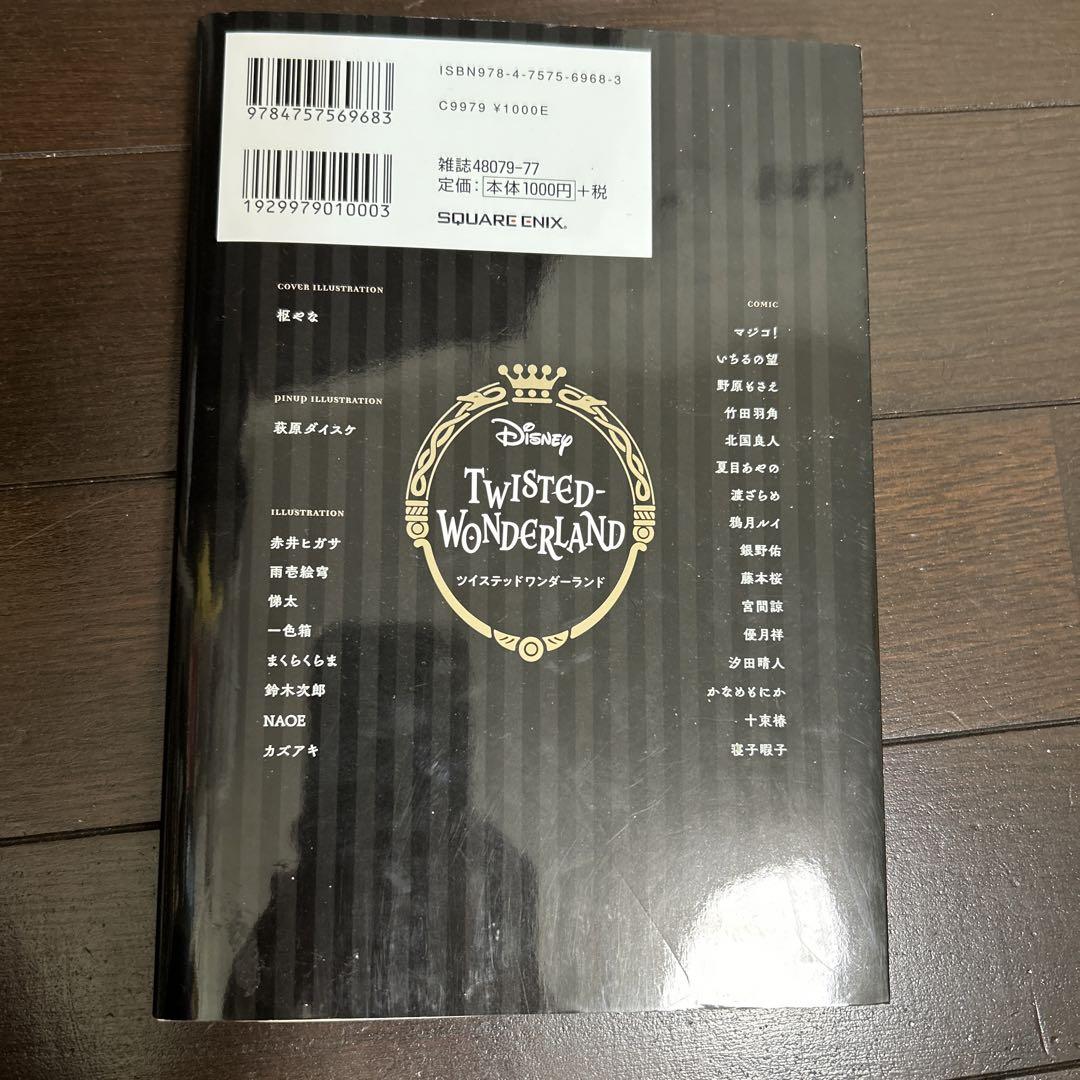 ISBN978-4-7575-6968-3
C9979 ¥1000E
9784757569683
雑誌48079-77
定価：本体1000円+税
1929979010003
SQUARE ENIX.
COVER ILLUSTRATION
枢やな
PINUP ILLUSTRATION
萩原ダイスケ
ILLUSTRATION
赤井ヒガサ
雨壱絵穹
悌太
一色箱
まくらくらま
鈴木次郎
NAOE
カズアキ
Disney
TWISTED-
WONDERLAND
ツイステッドワンダーランド
COMIC
マジコ!
いちるの望
野原もさえ
竹田羽角
北国良人
夏目あやの
渡ざらめ
鴉月ルイ
銀野佑
藤本桜
宮間諒
優月祥
汐田晴人
かなめもにか
十束椿
寝子暇子